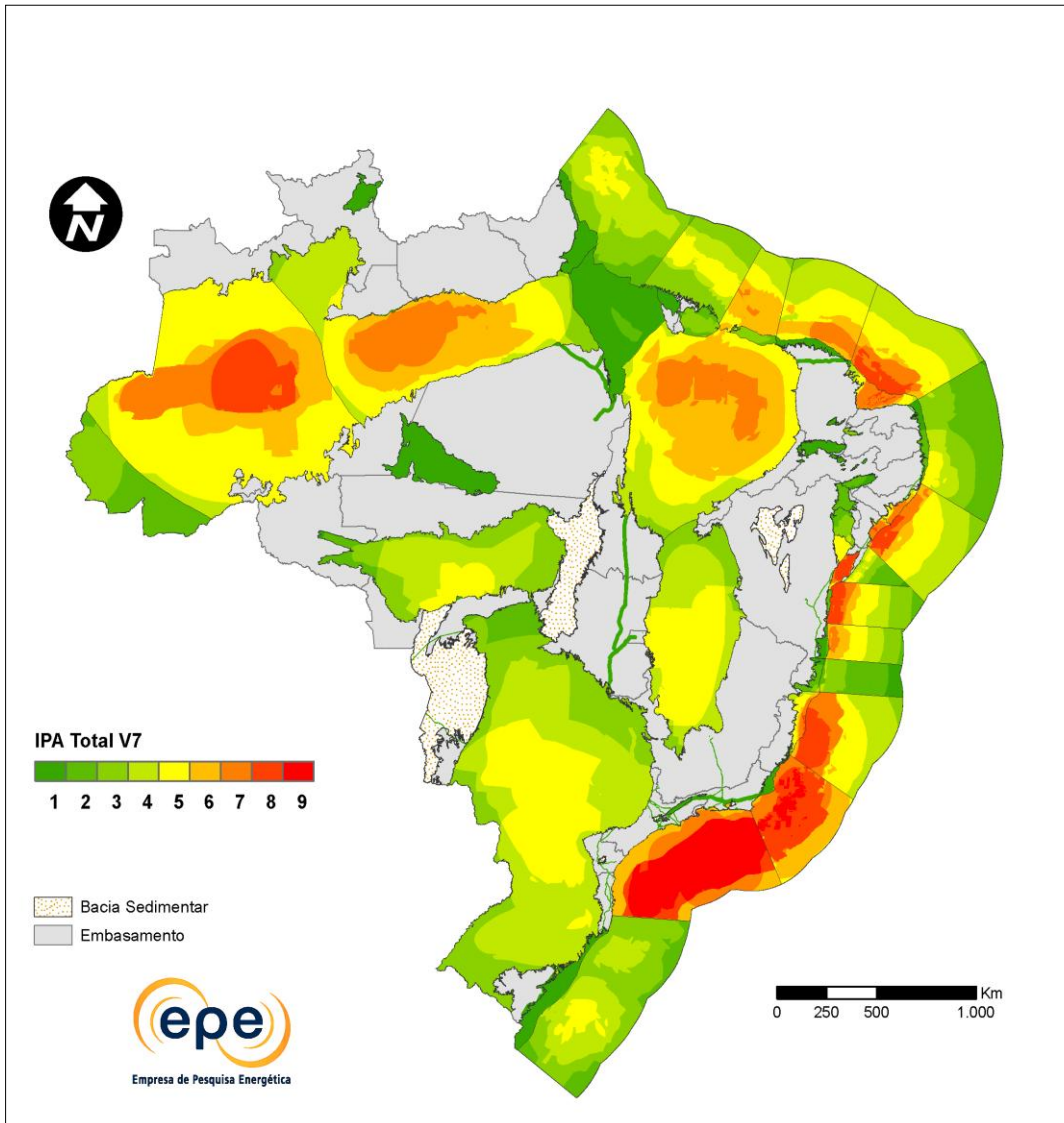 N
IPA Total V7
1 2 3 4 5 6 7 8 9
Bacia Sedimentar
Embasamento
epe
Empresa de Pesquisa Energética
Km
0 250 500 1.000